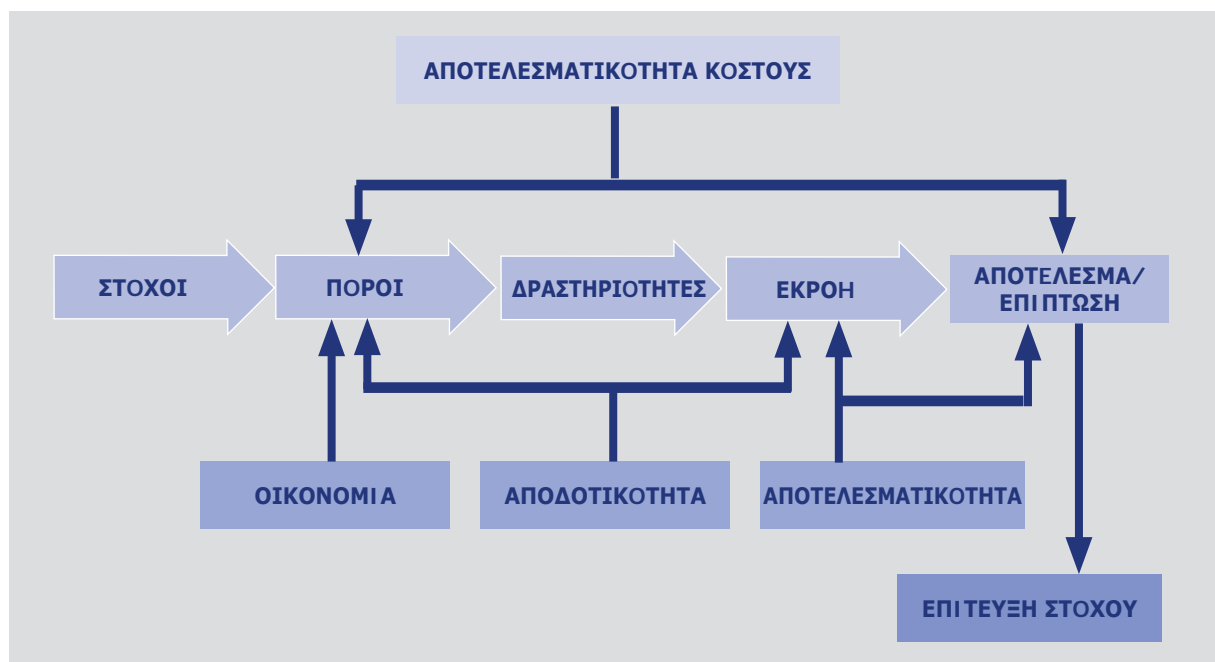 ΑΠΟΤΕΛΕΣΜΑΤΙΚΟΤΗΤΑ ΚΟΣΤΟΥΣ
ΣΤΟΧΟΙ
ΠΟΡΟΙ
ΔΡΑΣΤΗΡΙΟΤΗΤΕΣ
ΕΚΡΟΗ
ΑΠΟΤΕΛΕΣΜΑ/
ΕΠΙΠΤΩΣΗ
ΟΙΚΟΝΟΜΙΑ
ΑΠΟΔΟΤΙΚΟΤΗΤΑ
ΑΠΟΤΕΛΕΣΜΑΤΙΚΟΤΗΤΑ
ΕΠΙΤΕΥΞΗ ΣΤΟΧΟΥ